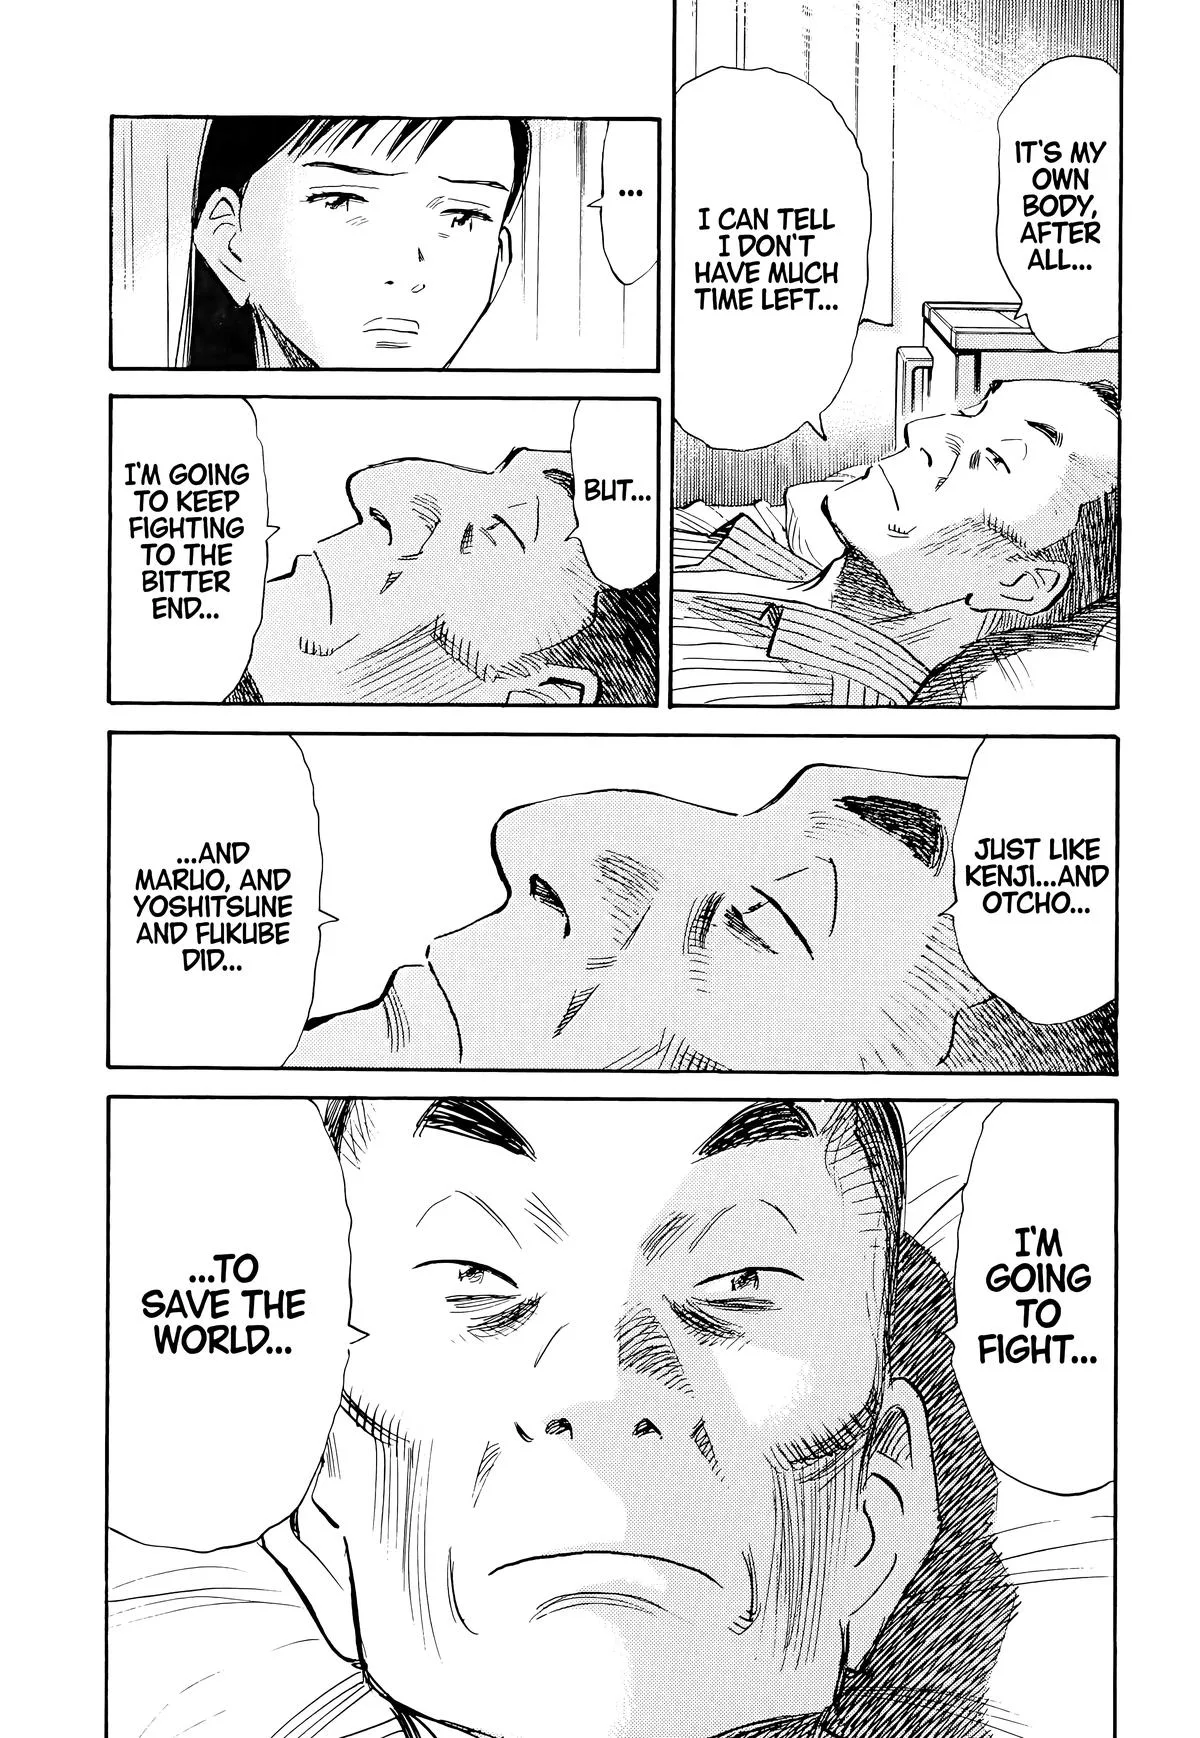 IT'S MY
OWN
BODY,
AFTER
ALL...
I CAN TELL
I DON'T
HAVE MUCH
TIME LEFT...
...
BUT...
I'M GOING
TO KEEP
FIGHTING
TO THE
BITTER
END...
JUST LIKE
KENJI...AND
OTCHO...
...AND
MARUO, AND
YOSHITSUNE
AND FUKUBE
DID...
I'M
GOING
TO
FIGHT...
...TO
SAVE THE
WORLD...